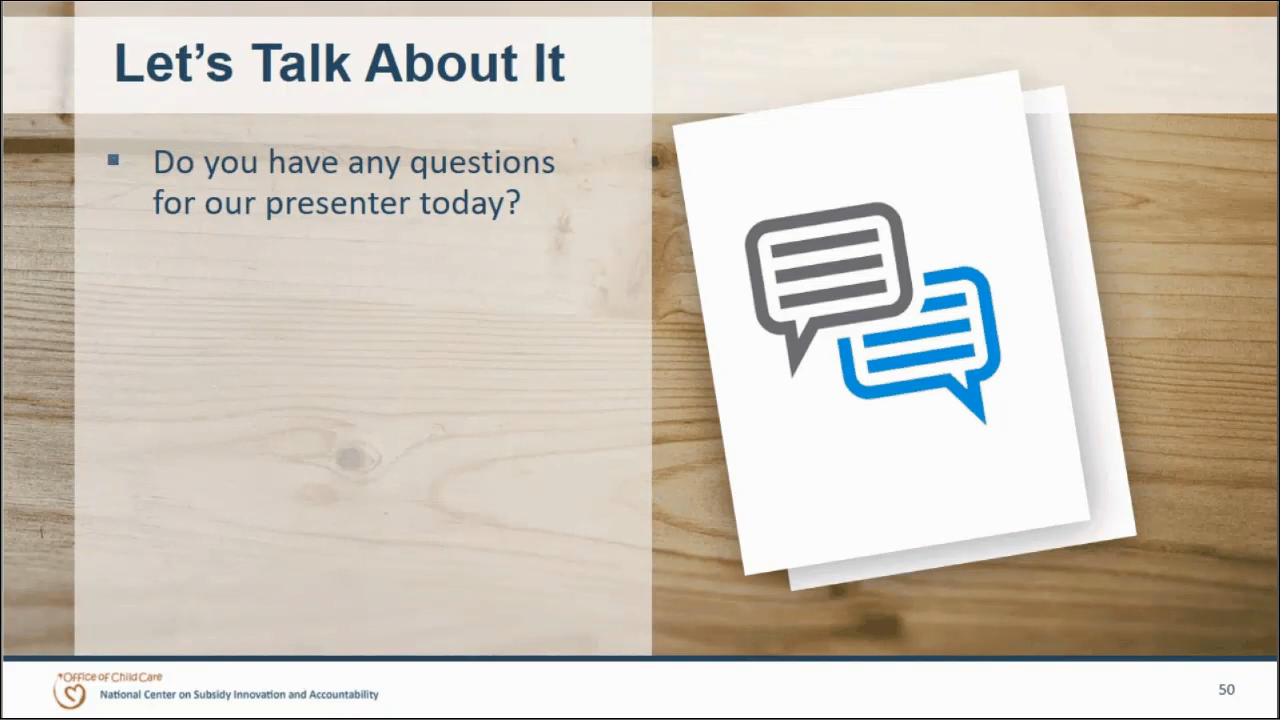 Let’s Talk About It
▪ Do you have any questions
for our presenter today?
Office of Child Care
National Center on Subsidy Innovation and Accountability
50